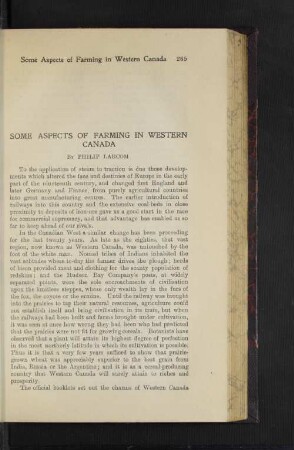 Some Aspects of Farming in Western Canada 289
SOME ASPECTS OF FARMING IN WESTERN
CANADA
By PHILIP LARCOM
To the application of steam to traction is due those develop-
ments which altered the face and destinies of Europe in the early
part of the nineteenth century, and changed first England and
later Germany and France, from purely agricultural countries
into great manufacturing centres. The earlier introduction of
railways into this country and the extensive coal beds in close
proximity to deposits of iron-ore gave us a good start in the race
for commercial supremacy, and that advantage has enabled us so
far to keep ahead of our rivals.
In the Canadian West a similar change has been proceeding
for the last twenty years. As late as the eighties, that vast
region, now known as Western Canada, was untrodden by the
foot of the white man. Nomad tribes of Indians inhabited the
vast solitudes where to-day the farmer drives his plough; herds
of bison provided meat and clothing for the scanty population of
redskins; and the Hudson Bay Company's posts, at widely
separated points, were the sole encroachments of civilisation
upon the limitless steppes, whose only wealth lay in the furs of
the fox, the coyote or the ermine. Until the railway was brought
into the prairies to tap their natural resources, agriculture could
not establish itself and bring civilisation in its train, but when
the railways had been built and farms brought under cultivation,
it was seen at once how wrong they had been who had predicted
that the prairies were not fit for growing cereals. Botanists have
observed that a plant will attain its highest degree of perfection
in the most northerly latitude in which its cultivation is possible.
Thus it is that a very few years sufficed to show that prairie-
grown wheat was appreciably superior to the best grain from
India, Russia or the Argentine; and it is as a cereal-producing
country that Western Canada will surely attain to riches and
prosperity.
The official booklets set out the charms of Western Canada